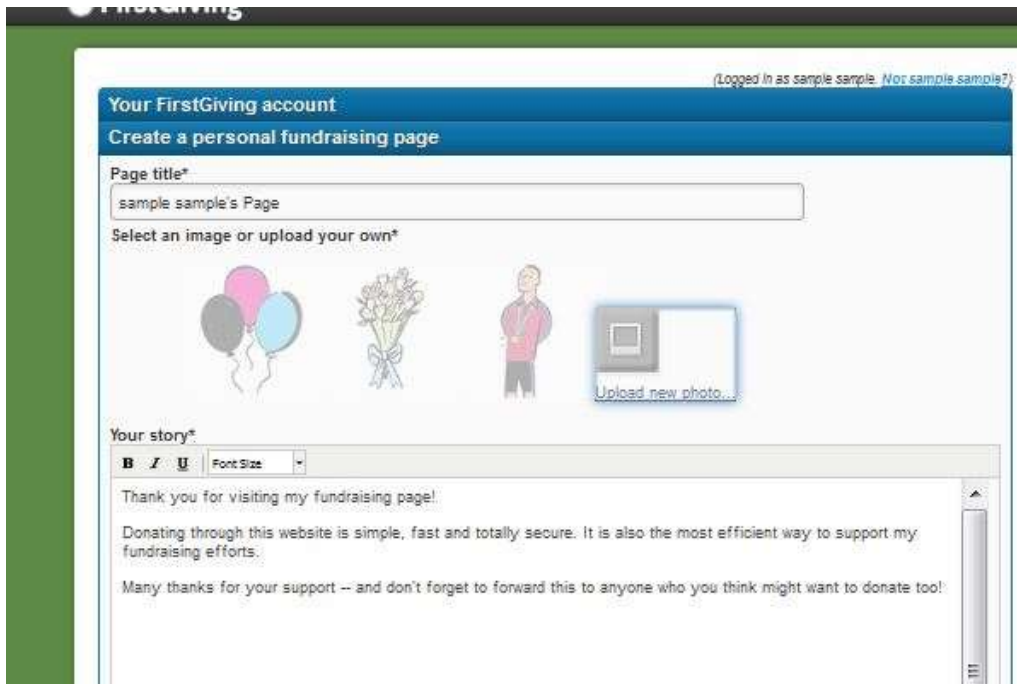 FirstGiving
(Logged in as sample sample. Not sample sample?)
Your FirstGiving account
Create a personal fundraising page
Page title*
sample sample's Page
Select an image or upload your own*
Upload new photo...
Your story*
B I U Font Size
Thank you for visiting my fundraising page!
Donating through this website is simple, fast and totally secure. It is also the most efficient way to support my
fundraising efforts.
Many thanks for your support -- and don't forget to forward this to anyone who you think might want to donate too!